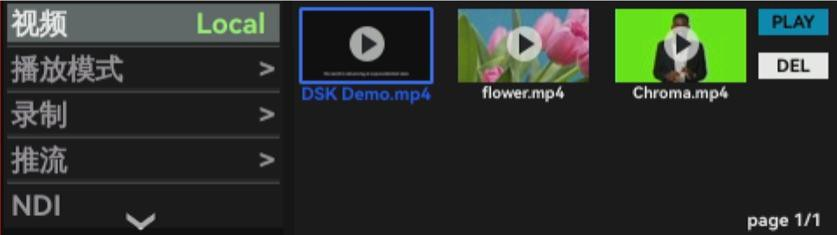 视频 Local
播放模式 >
录制 >
推流 >
NDI
DSK Demo.mp4
flower.mp4
Chroma.mp4
PLAY
DEL
page 1/1